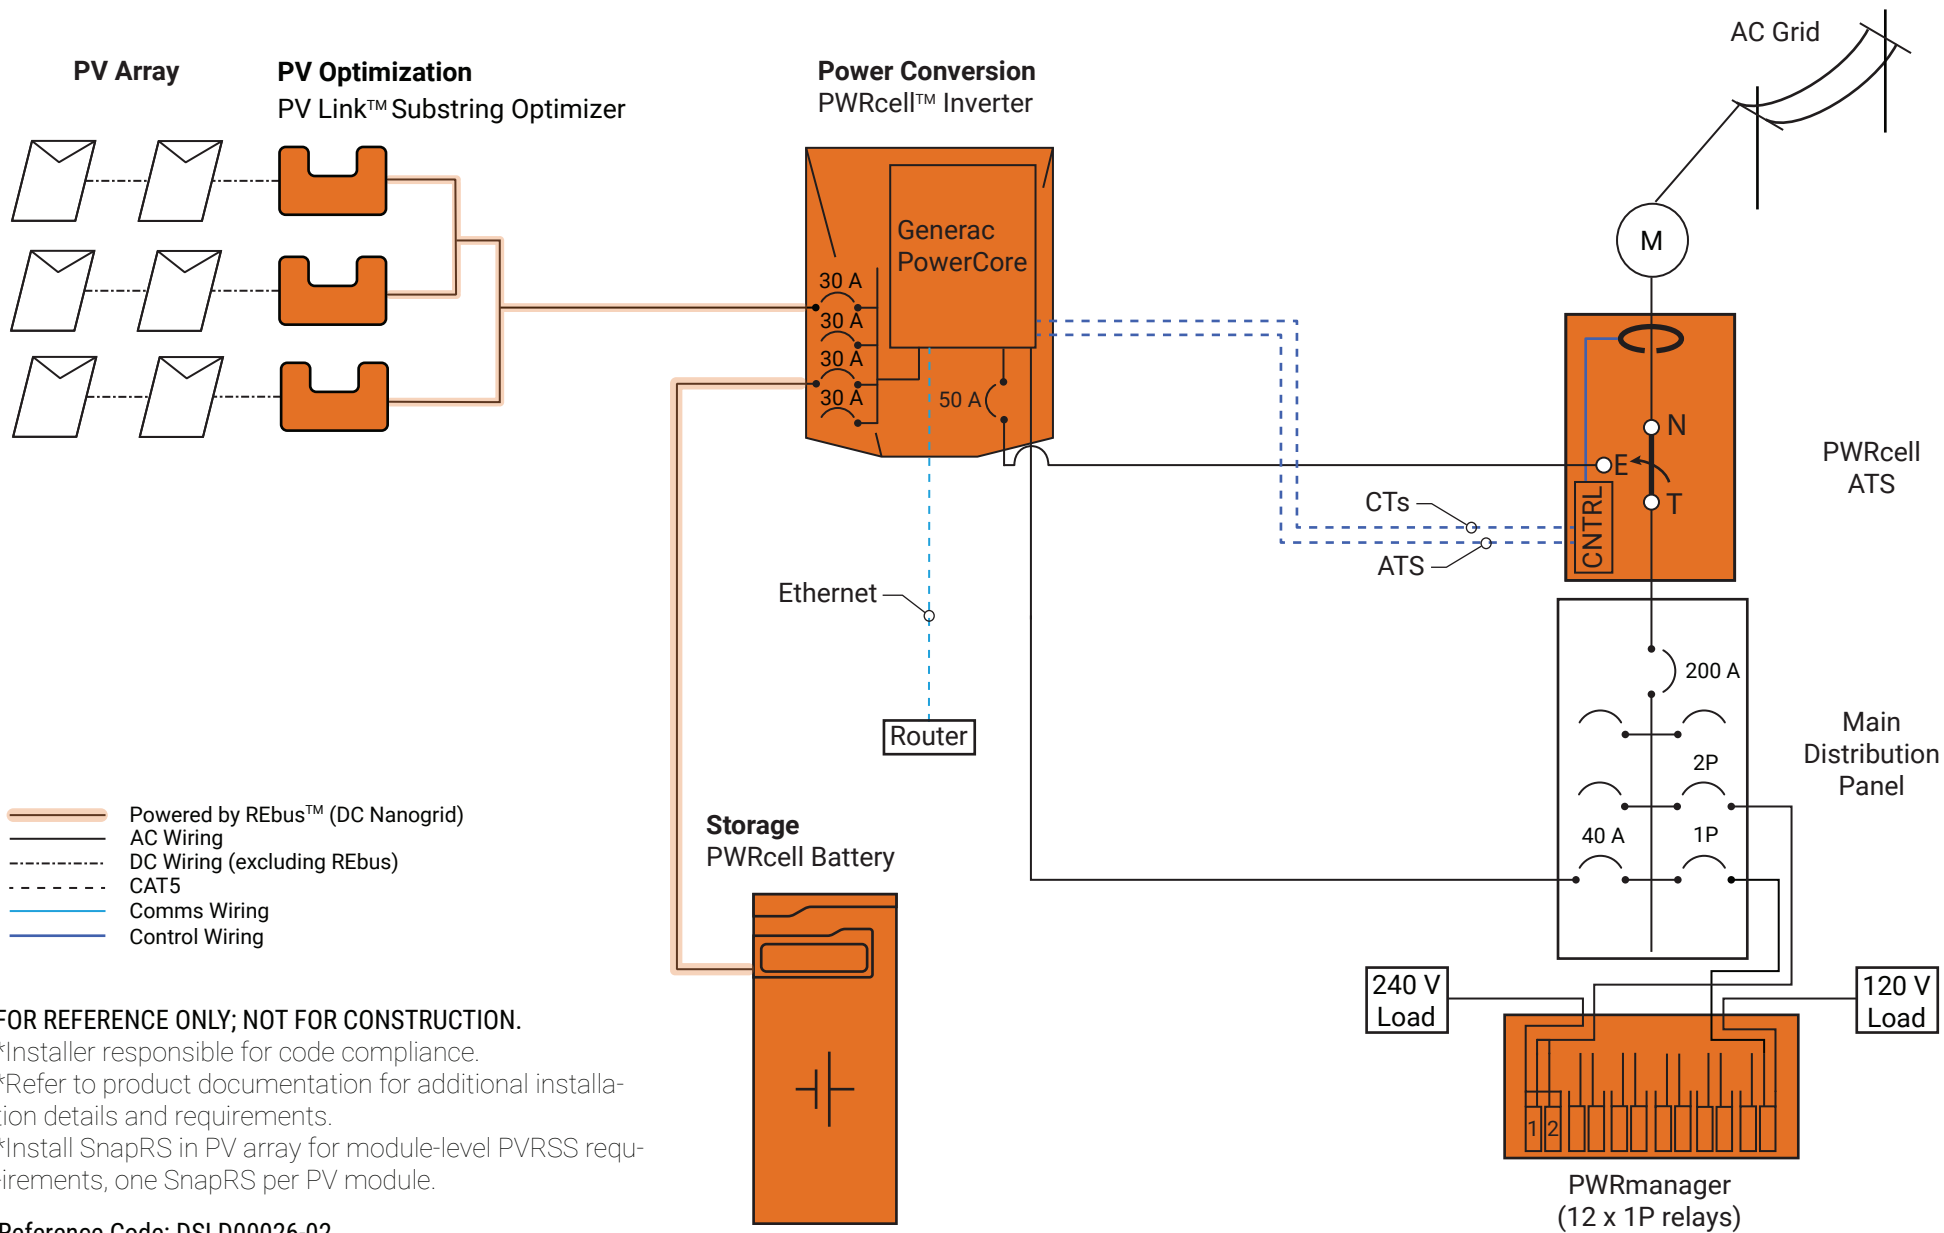 AC Grid
PV Array
PV Optimization
PV Link™ Substring Optimizer
Power Conversion
PWRcell™ Inverter
Generac
PowerCore
30 A
30 A
30 A
30 A
50 A
M
N
E
T
CNTRL
PWRcell
ATS
CTs
ATS
Ethernet
Router
200 A
2P
40 A
1P
Main
Distribution
Panel
Powered by REbus™ (DC Nanogrid)
AC Wiring
DC Wiring (excluding REbus)
CAT5
Comms Wiring
Control Wiring
Storage
PWRcell Battery
240 V
Load
120 V
Load
1 2
PWRmanager
(12 x 1P relays)
FOR REFERENCE ONLY; NOT FOR CONSTRUCTION.
*Installer responsible for code compliance.
*Refer to product documentation for additional installa-
tion details and requirements.
*Install SnapRS in PV array for module-level PVRSS requ-
irements, one SnapRS per PV module.
Reference Code: DSLD00026-02